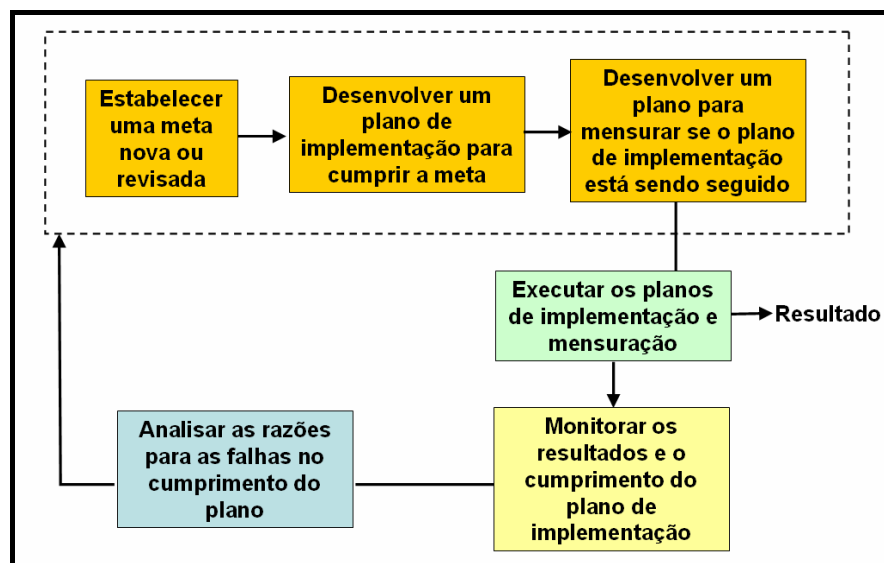 Estabelecer
uma meta
nova ou
revisada
Desenvolver um
plano de
implementação para
cumprir a meta
Desenvolver um
plano para
mensurar se o plano
de implementação
está sendo seguido
Executar os planos
de implementação e
mensuração
Resultado
Monitorar os
resultados e o
cumprimento do
plano de
implementação
Analisar as razões
para as falhas no
cumprimento do
plano